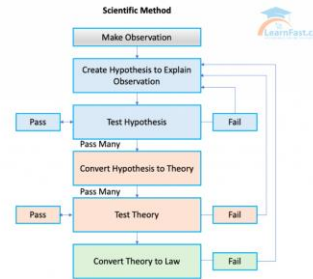 Scientific Method
LearnFast.c
Make Observation
Create Hypothesis to Explain
Observation
Pass
Test Hypothesis
Fail
Pass Many
Convert Hypothesis to Theory
Pass Many
Pass
Test Theory
Fail
Convert Theory to Law
Fail